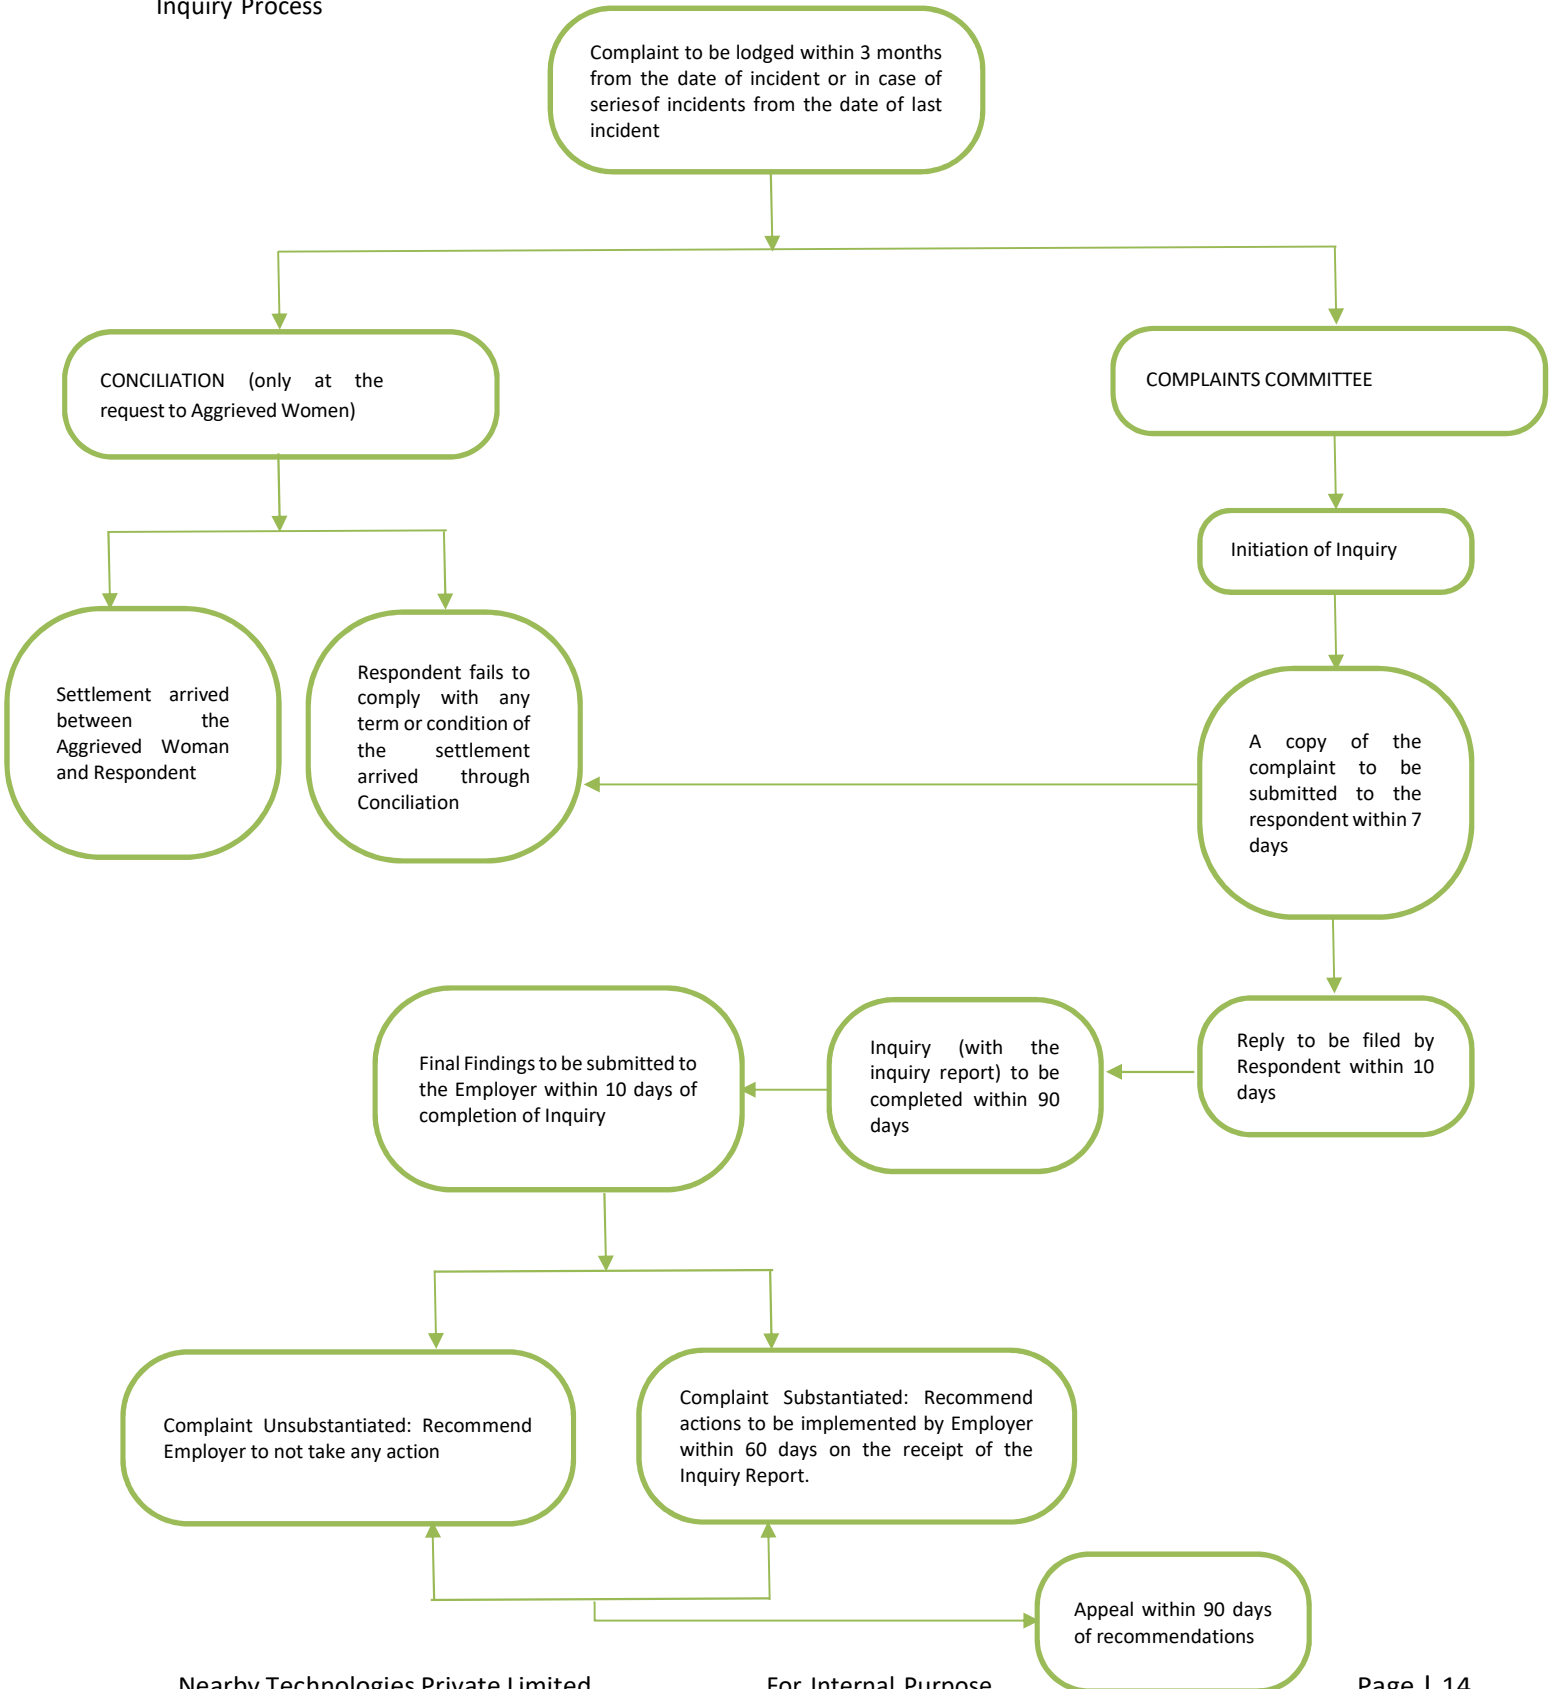 Inquiry Process
Complaint to be lodged within 3 months
from the date of incident or in case of
seriesof incidents from the date of last
incident
CONCILIATION (only at the
request to Aggrieved Women)
COMPLAINTS COMMITTEE
Initiation of Inquiry
Settlement arrived
between the
Aggrieved Woman
and Respondent
Respondent fails to
comply with any
term or condition of
the settlement
arrived through
Conciliation
A copy of the
complaint to be
submitted to the
respondent within 7
days
Final Findings to be submitted to
the Employer within 10 days of
completion of Inquiry
Inquiry (with the
inquiry report) to be
completed within 90
days
Reply to be filed by
Respondent within 10
days
Complaint Unsubstantiated: Recommend
Employer to not take any action
Complaint Substantiated: Recommend
actions to be implemented by Employer
within 60 days on the receipt of the
Inquiry Report.
Appeal within 90 days
of recommendations
Nearby Technologies Private Limited For Internal Purpose Page | 14